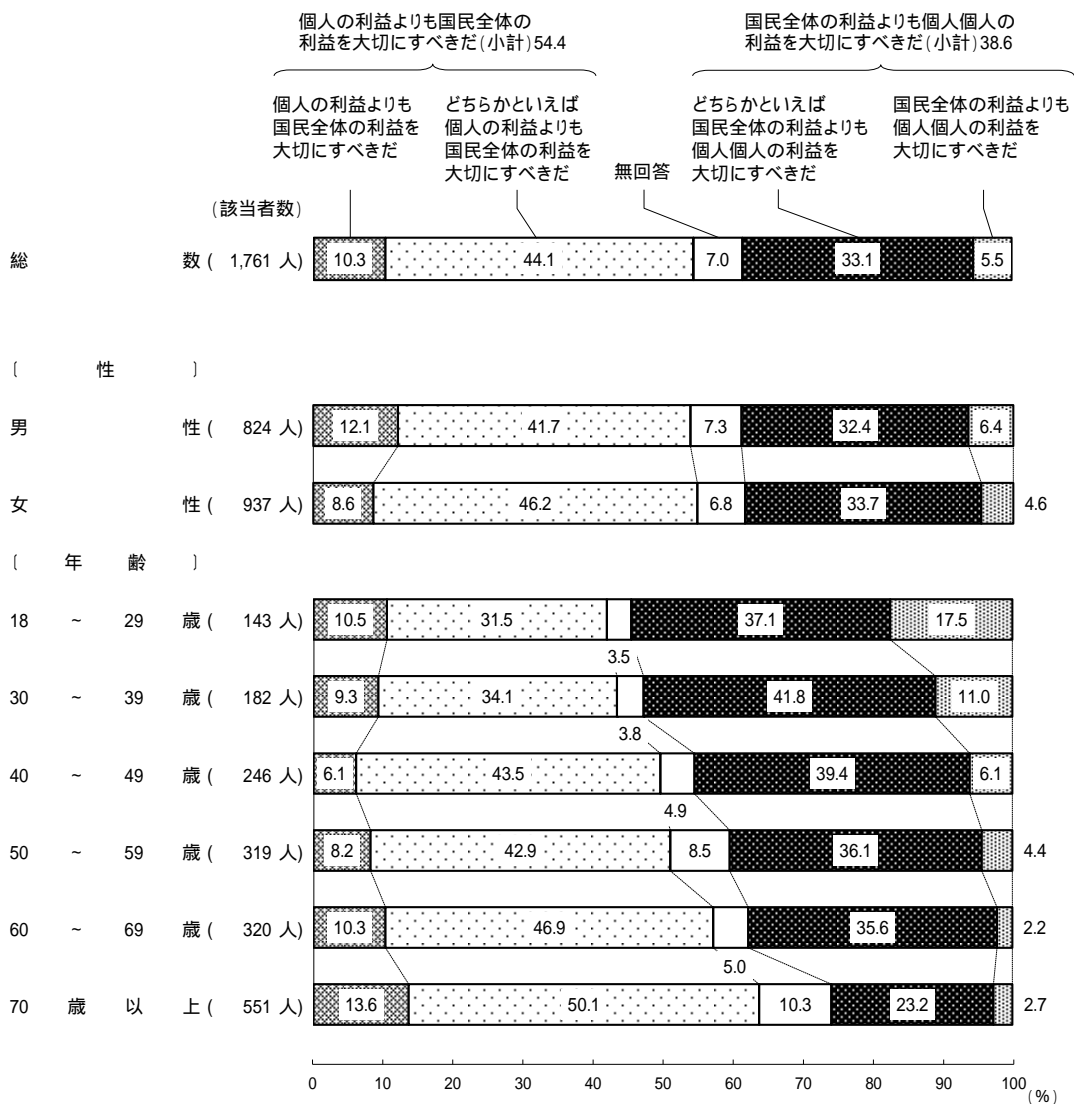 個人の利益よりも国民全体の
利益を大切にすべきだ(小計)54.4
国民全体の利益よりも個人個人の
利益を大切にすべきだ(小計)38.6
個人の利益よりも
国民全体の利益を
大切にすべきだ
どちらかといえば
個人の利益よりも
国民全体の利益を
大切にすべきだ
無回答
どちらかといえば
国民全体の利益よりも
個人個人の利益を
大切にすべきだ
国民全体の利益よりも
個人個人の利益を
大切にすべきだ
(該当者数)
総 数 ( 1,761 人) 10.3 44.1 7.0 33.1 5.5
〔 性 〕
男 性 ( 824 人) 12.1 41.7 7.3 32.4 6.4
女 性 ( 937 人) 8.6 46.2 6.8 33.7 4.6
〔 年 齢 〕
18 ~ 29 歳 ( 143 人) 10.5 31.5 37.1 17.5
3.5
30 ~ 39 歳 ( 182 人) 9.3 34.1 41.8 11.0
3.8
40 ~ 49 歳 ( 246 人) 6.1 43.5 39.4 6.1
4.9
50 ~ 59 歳 ( 319 人) 8.2 42.9 8.5 36.1 4.4
60 ~ 69 歳 ( 320 人) 10.3 46.9 35.6 2.2
5.0
70 歳 以 上 ( 551 人) 13.6 50.1 10.3 23.2 2.7
0 10 20 30 40 50 60 70 80 90 100
(%)